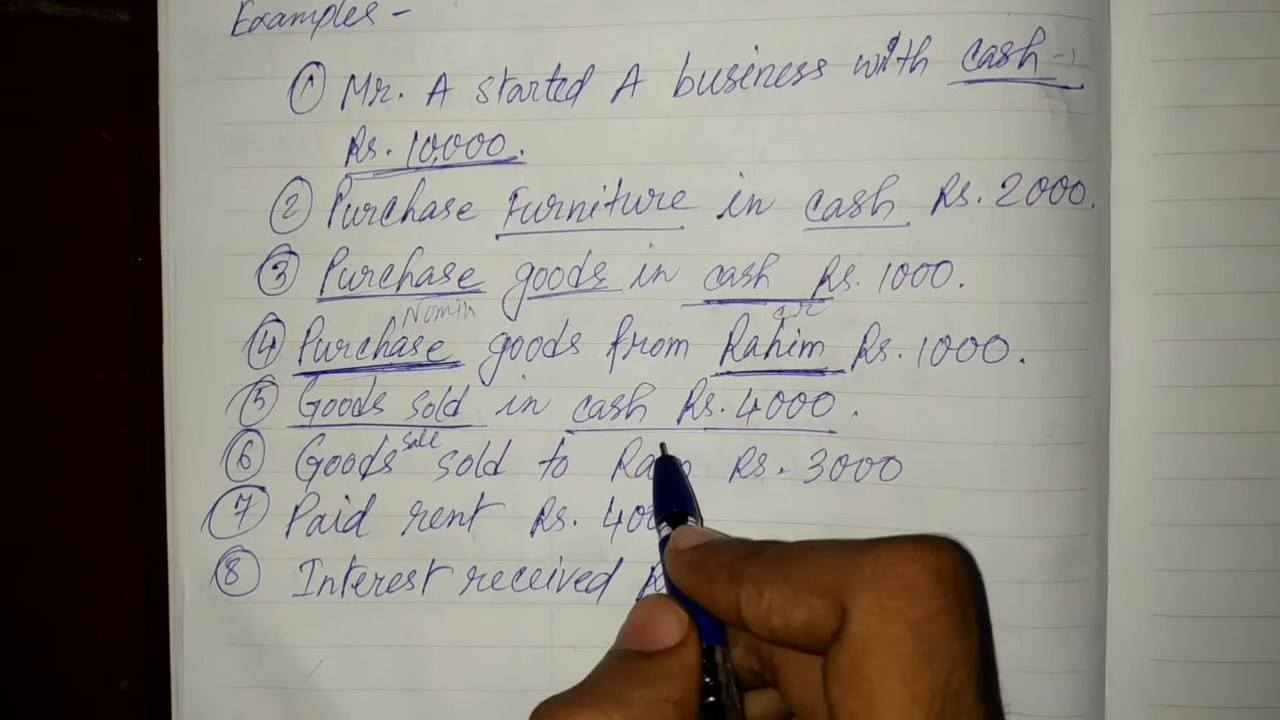 Examples -
① Mr. A started A business with cash -
Rs. 10,000.
② Purchase Furniture in cash Rs. 2000.
③ Purchase goods in cash Rs. 1000.
Nomin
④ Purchase goods from Rahim Rs. 1000.
⑤ Goods sold in cash Rs. 4000.
sale
⑥ Goods sold to Rs. 3000
⑦ Paid rent Rs.
⑧ Interest received